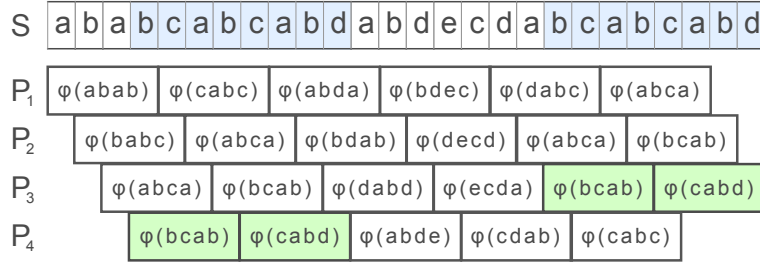 S a b a b c a b c a b d a b d e c d a b c a b c a b d
P1 φ(abab) φ(cabc) φ(abda) φ(bdec) φ(dabc) φ(abca)
P2 φ(babc) φ(abca) φ(bdab) φ(decd) φ(abca) φ(bcab)
P3 φ(abca) φ(bcab) φ(dabd) φ(ecda) φ(bcab) φ(cabd)
P4 φ(bcab) φ(cabd) φ(abde) φ(cdab) φ(cabc)